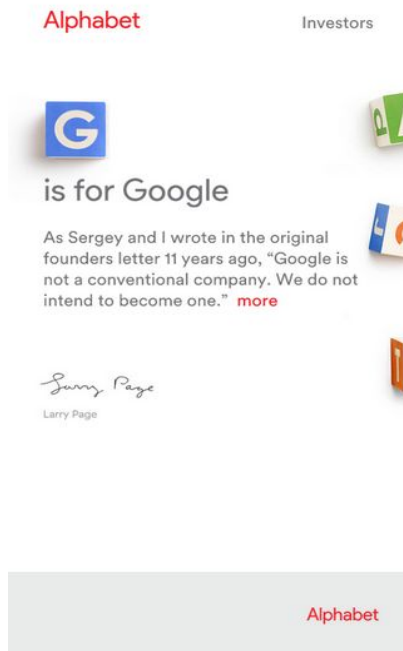 Alphabet
Investors
G
is for Google
As Sergey and I wrote in the original
founders letter 11 years ago, “Google is
not a conventional company. We do not
intend to become one.” more
Larry Page
Larry Page
Alphabet